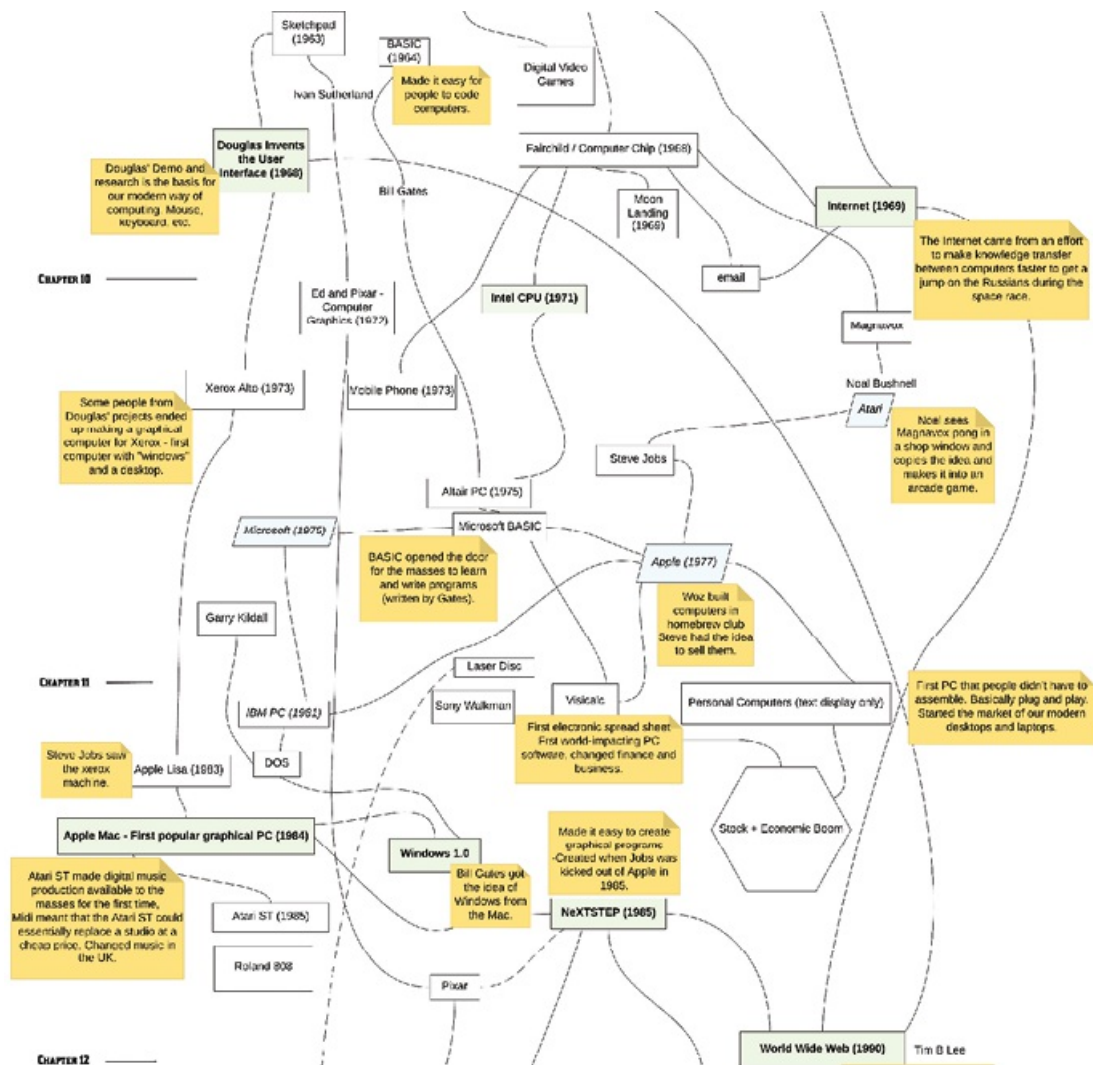 Sketchpad
(1963)
BASIC
(1964)
Made it easy for
people to code
computers.
Digital Video
Games
Ivan Sutherland
Douglas Invents
the User
Interface (1968)
Douglas' Demo and
research is the basis for
our modern way of
computing. Mouse,
keyboard, etc.
Bill Gates
Fairchild / Computer Chip (1968)
Moon
Landing
(1969)
Internet (1969)
The Internet came from an effort
to make knowledge transfer
between computers faster to get a
jump on the Russians during the
space race.
email
CHAPTER 10
Ed and Pixar -
Computer
Graphics (1972)
Intel CPU (1971)
Magnavox
Xerox Alto (1973)
Mobile Phone (1973)
Noal Bushnell
Atari
Some people from
Douglas' projects ended
up making a graphical
computer for Xerox - first
computer with "windows"
and a desktop.
Noel sees
Magnavox pong in
a shop window and
copies the idea and
makes it into an
arcade game.
Steve Jobs
Altair PC (1975)
Microsoft (1975)
Microsoft BASIC
BASIC opened the door
for the masses to learn
and write programs
(written by Gates).
Apple (1977)
Woz built
computers in
homebrew club
Steve had the idea
to sell them.
Garry Kildall
Laser Disc
CHAPTER 11
Sony Walkman
Visicalc
Personal Computers (text display only)
First PC that people didn't have to
assemble. Basically plug and play.
Started the market of our modern
desktops and laptops.
IBM PC (1981)
First electronic spread sheet
First world-impacting PC
software, changed finance and
business.
Steve Jobs saw
the xerox
machine.
Apple Lisa (1983)
DOS
Stock + Economic Boom
Apple Mac - First popular graphical PC (1984)
Windows 1.0
Made it easy to create
graphical programs
-Created when Jobs was
kicked out of Apple in
1985.
Atari ST made digital music
production available to the
masses for the first time,
Midi meant that the Atari ST could
essentially replace a studio at a
cheap price. Changed music in
the UK.
Bill Gates got
the idea of
Windows from
the Mac.
Atari ST (1985)
NeXTSTEP (1985)
Roland 808
Pixar
World Wide Web (1990)
Tim B Lee
CHAPTER 12